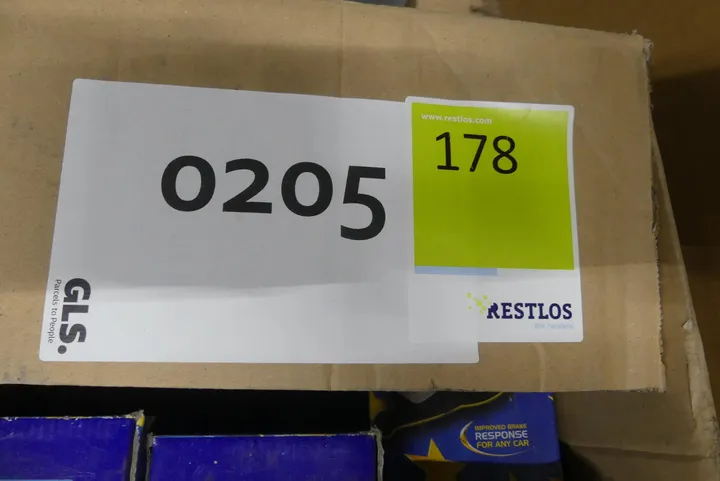 www.restlos.com
178
0205
GLS.
Parcels to People
RESTLOS
IMPROVED BRAKE
RESPONSE
FOR ANY CAR